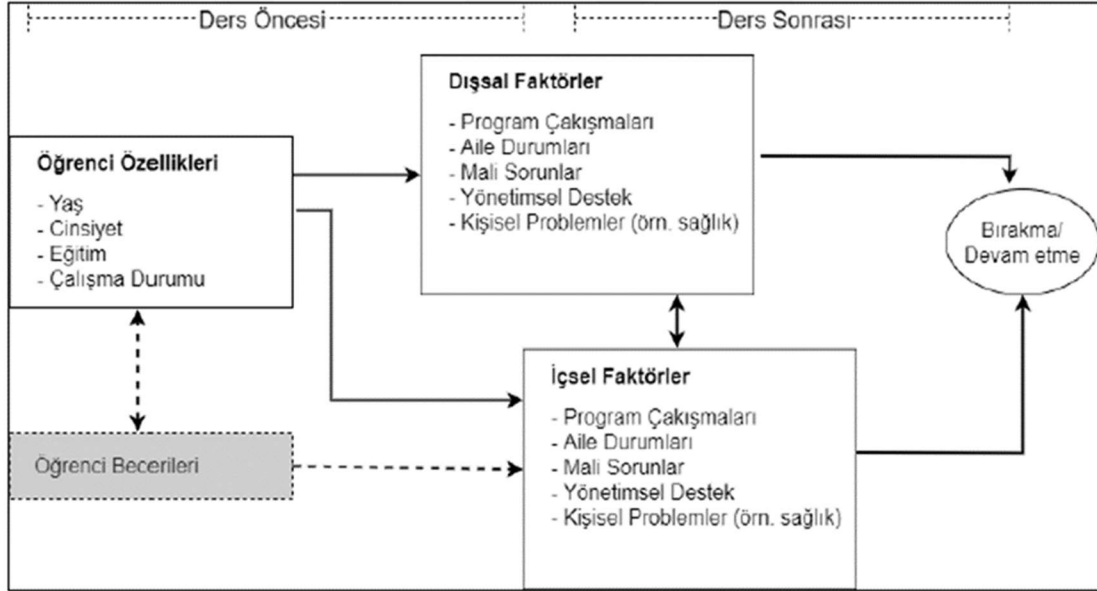 Ders Öncesi
Ders Sonrası
Dışsal Faktörler
- Program Çakışmaları
- Aile Durumları
- Mali Sorunlar
- Yönetimsel Destek
- Kişisel Problemler (örn. sağlık)
Öğrenci Özellikleri
- Yaş
- Cinsiyet
- Eğitim
- Çalışma Durumu
Bırakma/
Devam etme
İçsel Faktörler
- Program Çakışmaları
- Aile Durumları
- Mali Sorunlar
- Yönetimsel Destek
- Kişisel Problemler (örn. sağlık)
Öğrenci Becerileri